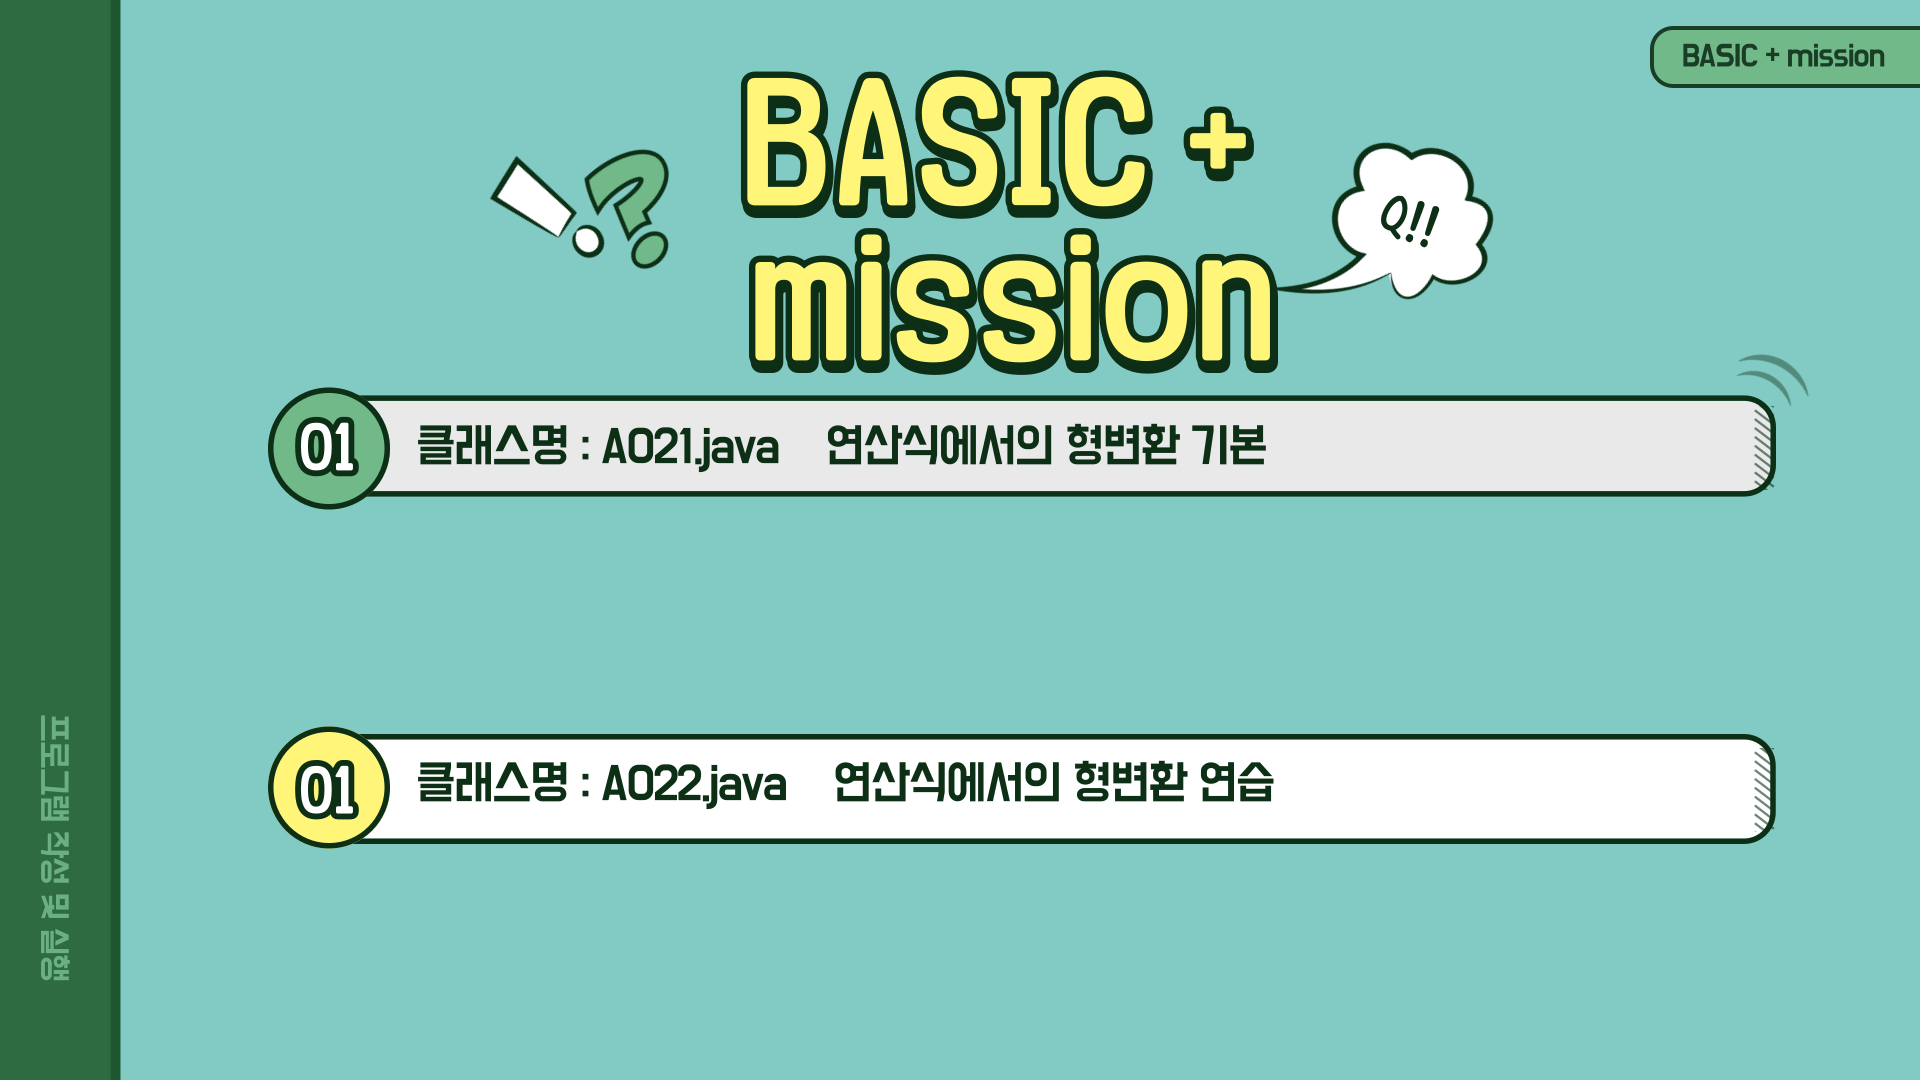 BASIC + mission
BASIC +
mission
Q!!
01
클래스명 : A021.java 연산식에서의 형변환 기본
01
클래스명 : A022.java 연산식에서의 형변환 연습
프로그램 작성 및 실행